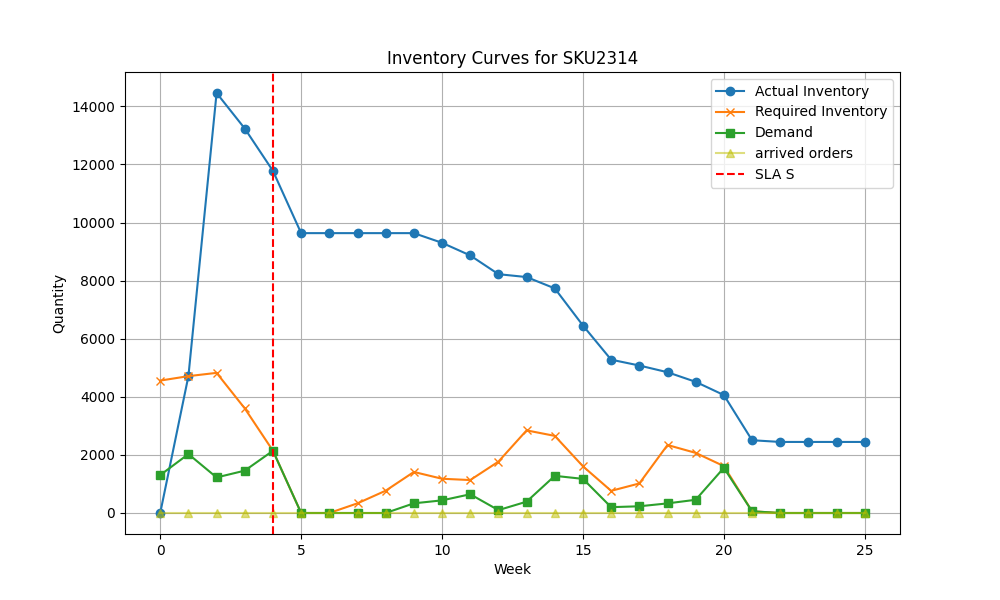 Inventory Curves for SKU2314
Actual Inventory
Required Inventory
Demand
arrived orders
SLA S
Quantity
14000
12000
10000
8000
6000
4000
2000
0
0 5 10 15 20 25
Week